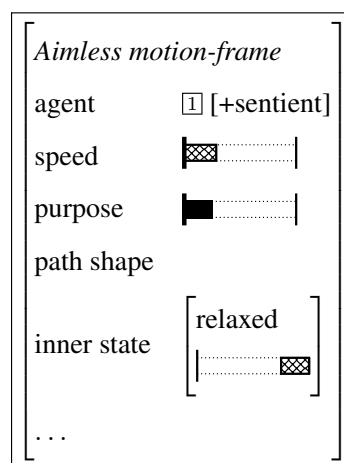 Aimless motion-frame
agent 1 [+sentient]
speed
purpose
path shape
relaxed
inner state
...